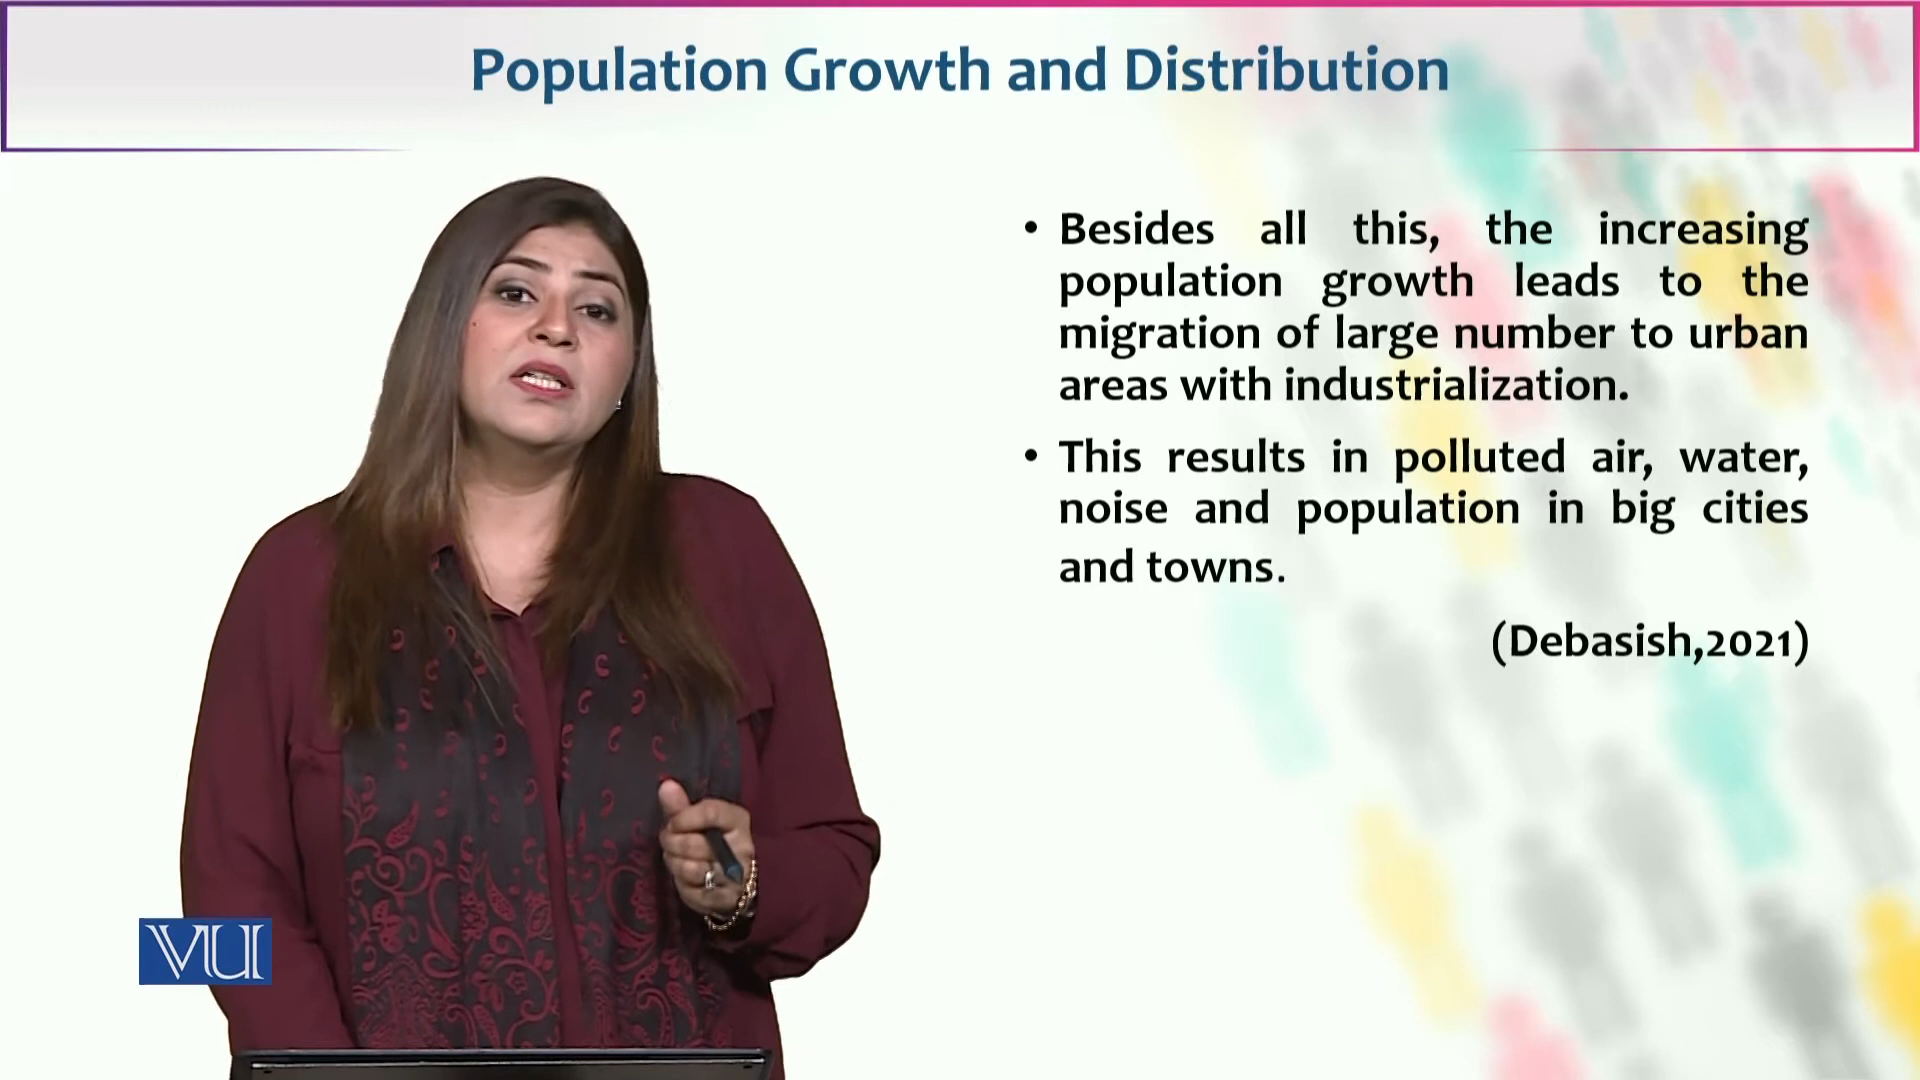 Population Growth and Distribution
• Besides all this, the increasing
population growth leads to the
migration of large number to urban
areas with industrialization.
• This results in polluted air, water,
noise and population in big cities
and towns.
(Debasish,2021)
VU